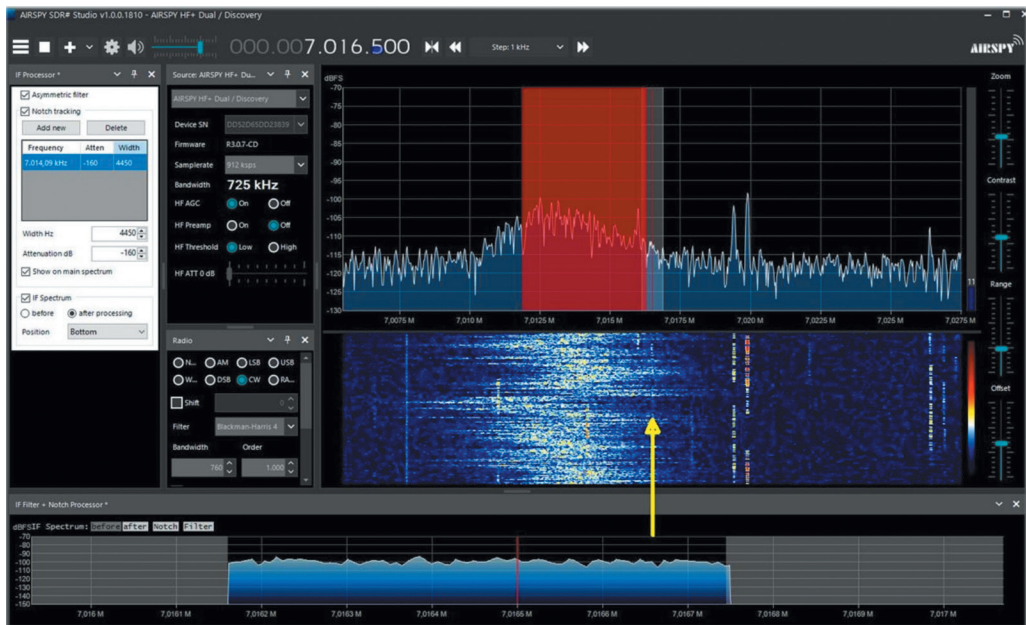 AIRSPY SDR# Studio v1.0.0.1810 - AIRSPY HF+ Dual / Discovery
000.007.016.500
Step: 1 kHz
AIRSPY
IF Processor *
Asymmetric filter
Notch tracking
Add new Delete
Frequency Atten Width
7.014,09 kHz -160 4450
Width Hz 4450
Attenuation dB -160
Show on main spectrum
IF Spectrum
before after processing
Position Bottom
Source: AIRSPY HF+ Du...
AIRSPY HF+ Dual / Discovery
Device SN
Firmware R3.0.7-CD
Samplerate 912 ksps
Bandwidth 725 kHz
HF AGC On Off
HF Preamp On Off
HF Threshold Low High
HF ATT 0 dB
Radio
N... AM LSB USB
W... DSB CW RA...
Shift 0
Filter Blackman-Harris 4
Bandwidth Order
760 1.000
dBFS
-70
-75
-80
-85
-90
-95
-100
-105
-110
-115
-120
-125
-130
7,0075 M 7,010 M 7,0125 M 7,015 M 7,0175 M 7,020 M 7,0225 M 7,025 M 7,0275 M
11
Zoom
Contrast
Range
Offset
IF Filter + Notch Processor *
dBFS IF Spectrum: before after Notch Filter
-70
-80
-90
-100
-110
-120
-130
-140
-150
7,016 M 7,0161 M 7,0162 M 7,0163 M 7,0164 M 7,0165 M 7,0166 M 7,0167 M 7,0168 M 7,0169 M 7,017 M